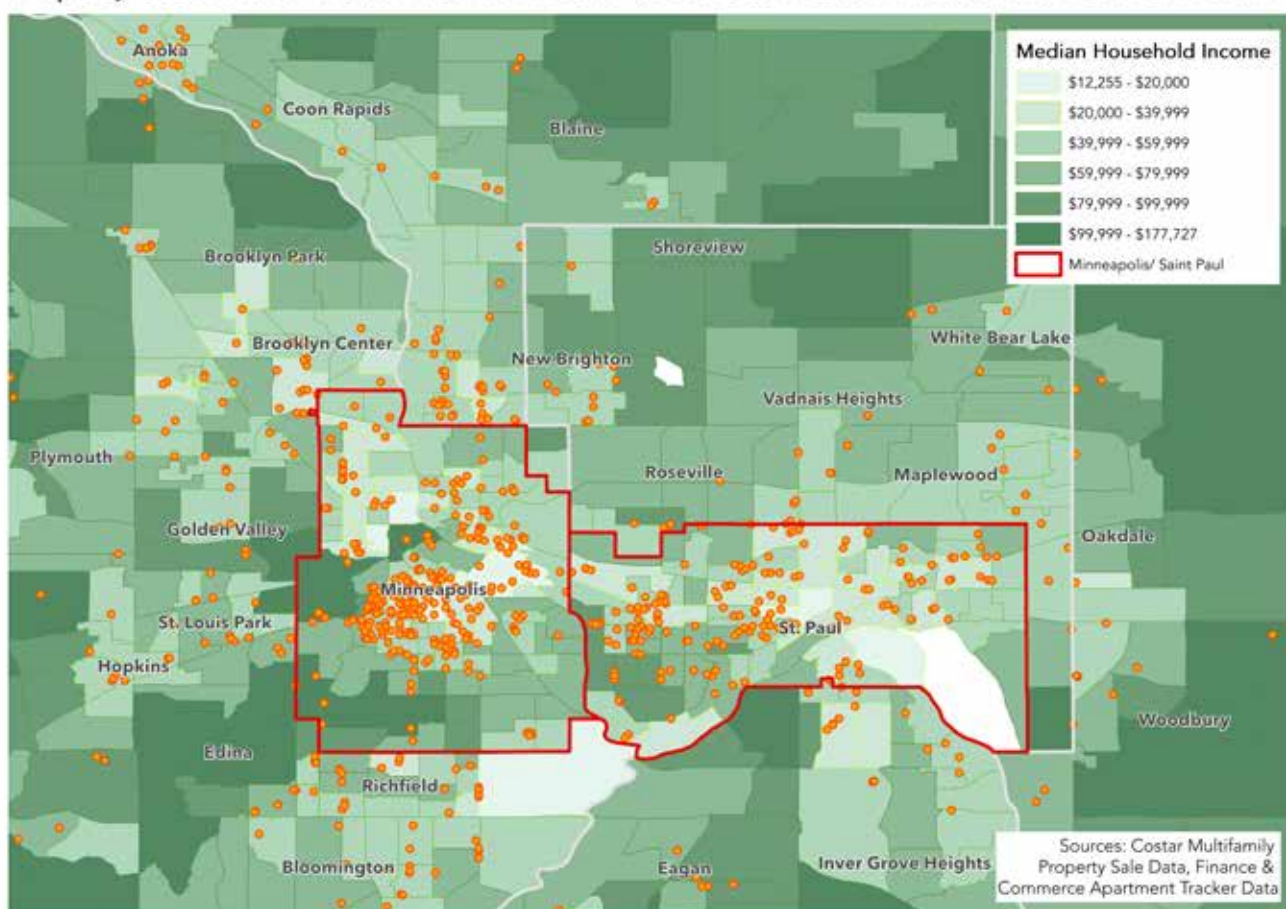 Median Household Income
$12,255 - $20,000
$20,000 - $39,999
$39,999 - $59,999
$59,999 - $79,999
$79,999 - $99,999
$99,999 - $177,727
Minneapolis/ Saint Paul
Anoka
Coon Rapids
Blaine
Brooklyn Park
Shoreview
Brooklyn Center
New Brighton
White Bear Lake
Vadnais Heights
Plymouth
Roseville
Maplewood
Golden Valley
Oakdale
Minneapolis
St. Louis Park
St. Paul
Hopkins
Woodbury
Edina
Richfield
Bloomington
Eagan
Inver Grove Heights
Sources: Costar Multifamily
Property Sale Data, Finance &
Commerce Apartment Tracker Data